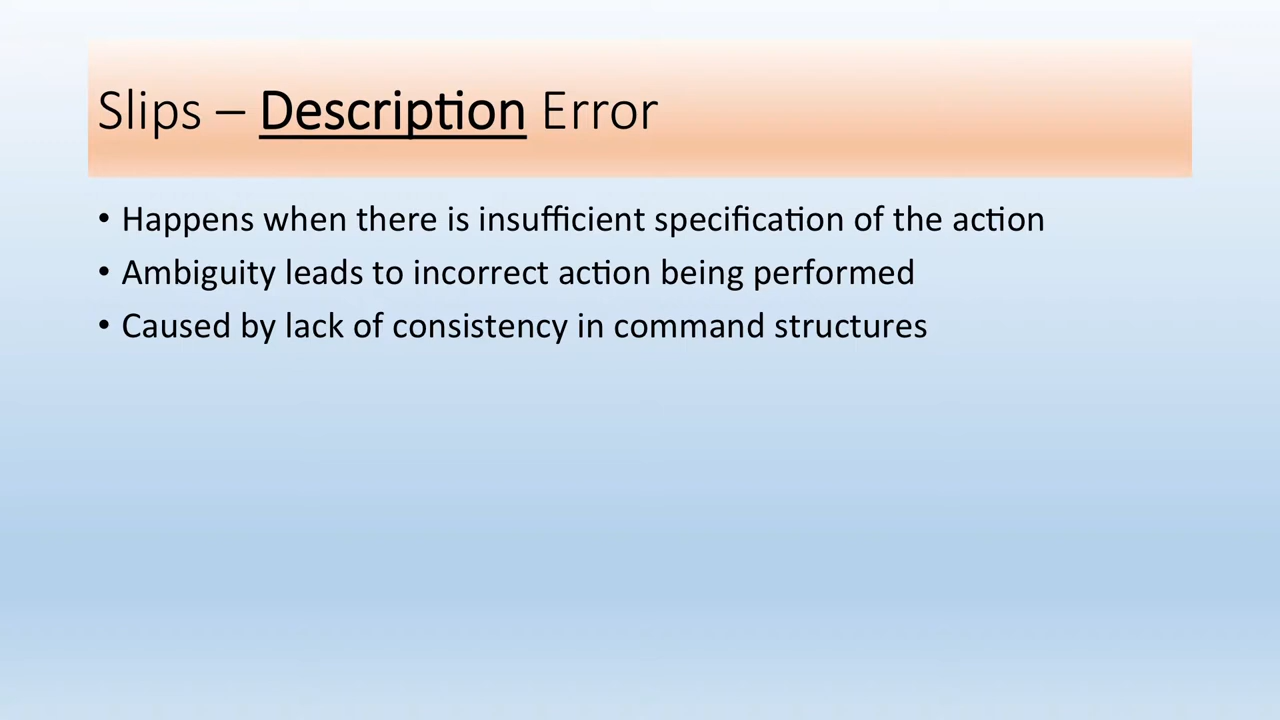 Slips – Description Error
• Happens when there is insufficient specification of the action
• Ambiguity leads to incorrect action being performed
• Caused by lack of consistency in command structures